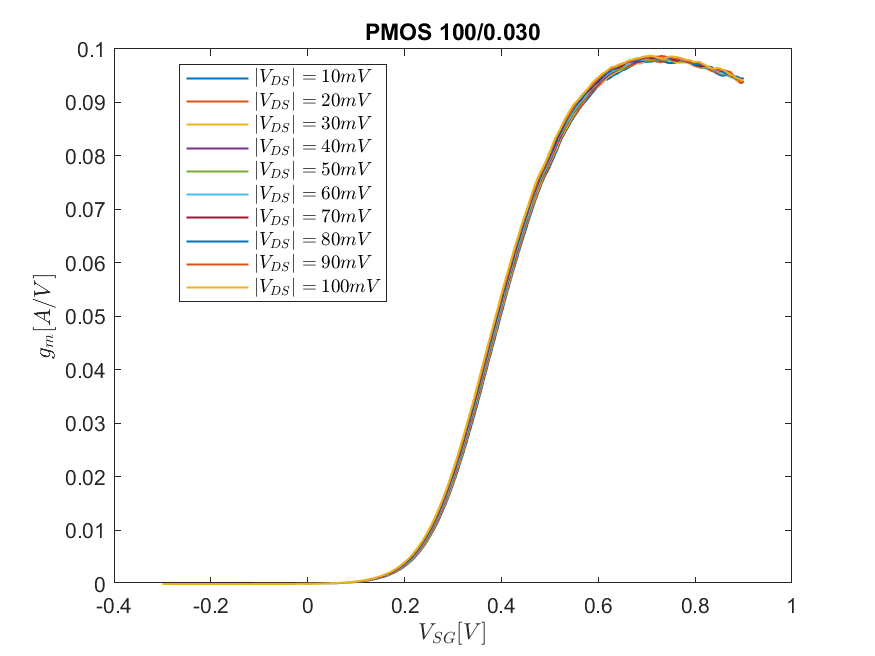 PMOS 100/0.030
0.1
0.09
0.08
0.07
0.06
0.05
0.04
0.03
0.02
0.01
0
g_m[A/V]
|V_DS| = 10mV
|V_DS| = 20mV
|V_DS| = 30mV
|V_DS| = 40mV
|V_DS| = 50mV
|V_DS| = 60mV
|V_DS| = 70mV
|V_DS| = 80mV
|V_DS| = 90mV
|V_DS| = 100mV
-0.4 -0.2 0 0.2 0.4 0.6 0.8 1
V_SG[V]